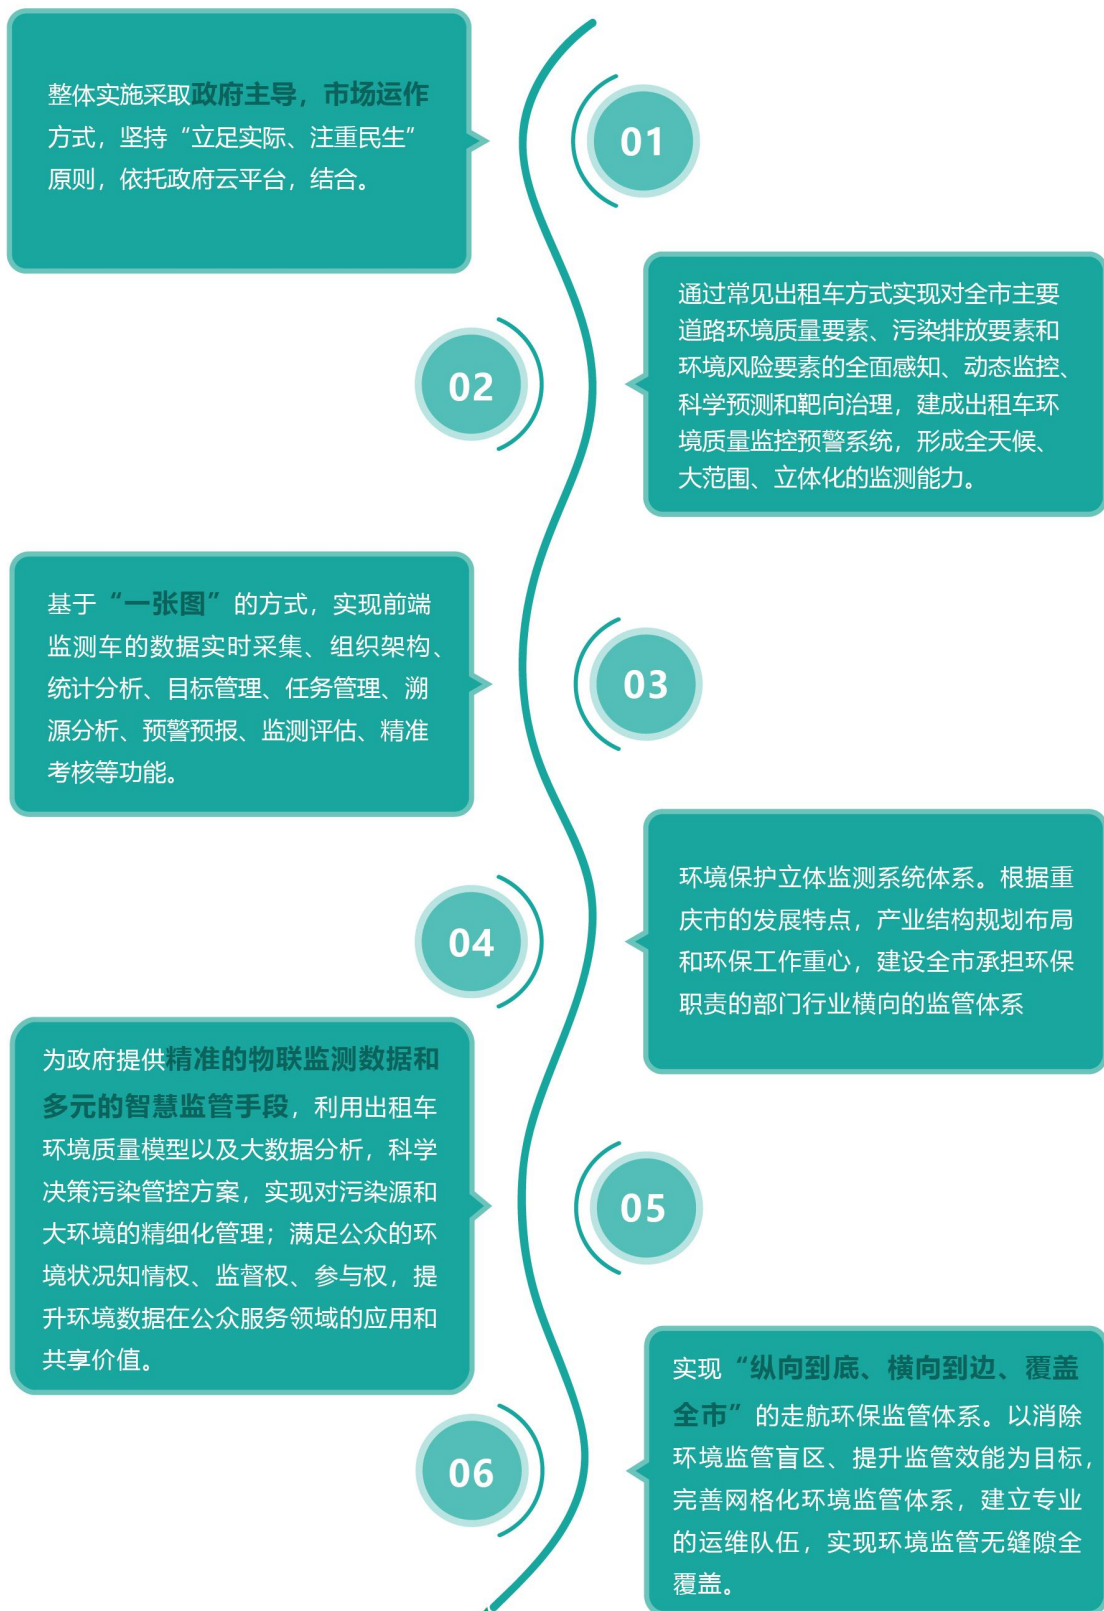 整体实施采取政府主导，市场运作
方式，坚持“立足实际、注重民生”
原则，依托政府云平台，结合。
01
通过常见出租车方式实现对全市主要
道路环境质量要素、污染排放要素和
环境风险要素的全面感知、动态监控、
科学预测和靶向治理，建成出租车环
境质量监控预警系统，形成全天候、
大范围、立体化的监测能力。
02
基于“一张图”的方式，实现前端
监测车的数据实时采集、组织架构、
统计分析、目标管理、任务管理、溯
源分析、预警预报、监测评估、精准
考核等功能。
03
环境保护立体监测系统体系。根据重
庆市的发展特点，产业结构规划布局
和环保工作重心，建设全市承担环保
职责的部门行业横向的监管体系
04
为政府提供精准的物联监测数据和
多元的智慧监管手段，利用出租车
环境质量模型以及大数据分析，科学
决策污染管控方案，实现对污染源和
大环境的精细化管理；满足公众的环
境状况知情权、监督权、参与权，提
升环境数据在公众服务领域的应用和
共享价值。
05
实现“纵向到底、横向到边、覆盖
全市”的走航环保监管体系。以消除
环境监管盲区、提升监管效能为目标，
完善网格化环境监管体系，建立专业
的运维队伍，实现环境监管无缝隙全
覆盖。
06